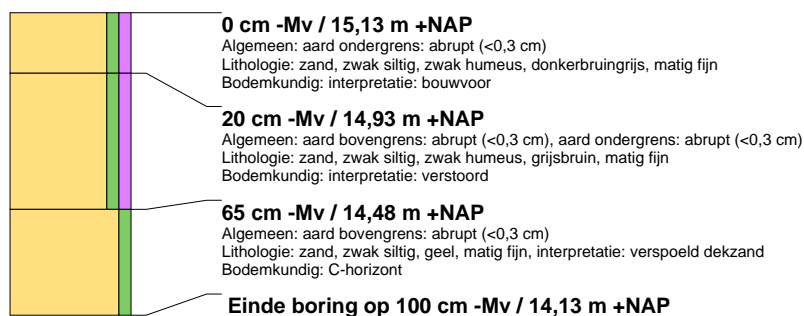 0 cm -Mv / 15,13 m +NAP
Algemeen: aard ondergrens: abrupt (<0,3 cm)
Lithologie: zand, zwak siltig, zwak humeus, donkerbruingrijs, matig fijn
Bodemkundig: interpretatie: bouwvoor
20 cm -Mv / 14,93 m +NAP
Algemeen: aard bovengrens: abrupt (<0,3 cm), aard ondergrens: abrupt (<0,3 cm)
Lithologie: zand, zwak siltig, zwak humeus, grijsbruin, matig fijn
Bodemkundig: interpretatie: verstoord
65 cm -Mv / 14,48 m +NAP
Algemeen: aard bovengrens: abrupt (<0,3 cm)
Lithologie: zand, zwak siltig, geel, matig fijn, interpretatie: verspoeld dekzand
Bodemkundig: C-horizont
Einde boring op 100 cm -Mv / 14,13 m +NAP